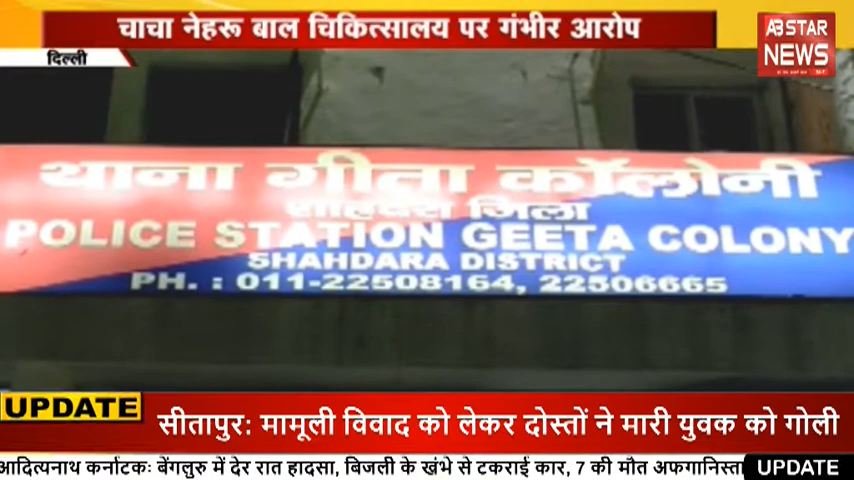 चाचा नेहरू बाल चिकित्सालय पर गंभीर आरोप
AB STAR
NEWS
दिल्ली
थाना गीता कॉलोनी
शाहदरा जिला
POLICE STATION GEETA COLONY
SHAHDARA DISTRICT
PH. : 011-22508164, 22506665
UPDATE
सीतापुर: मामूली विवाद को लेकर दोस्तों ने मारी युवक को गोली
आदित्यनाथ कर्नाटकः बेंगलुरु में देर रात हादसा, बिजली के खंभे से टकराई कार, 7 की मौत अफगानिस्ता
UPDATE